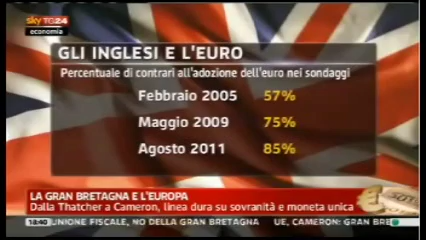 sky TG24
economia
GLI INGLESI E L'EURO
Percentuale di contrari all'adozione dell'euro nei sondaggi
Febbraio 2005 57%
Maggio 2009 75%
Agosto 2011 85%
LA GRAN BRETAGNA E L'EUROPA
Dalla Thatcher a Cameron, linea dura su sovranità e moneta unica
18:40 UNIONE FISCALE, NO DELLA GRAN BRETAGNA UE, CAMERON: GRAN BRE